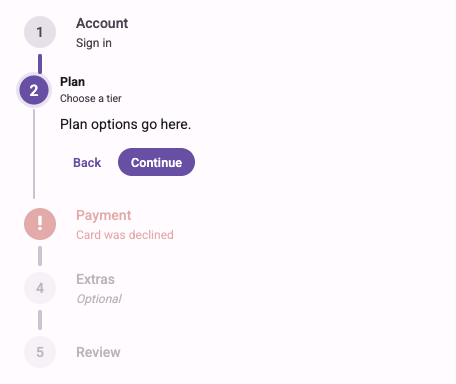 1
Account
Sign in
2
Plan
Choose a tier
Plan options go here.
Back Continue
!
Payment
Card was declined
4
Extras
Optional
5
Review